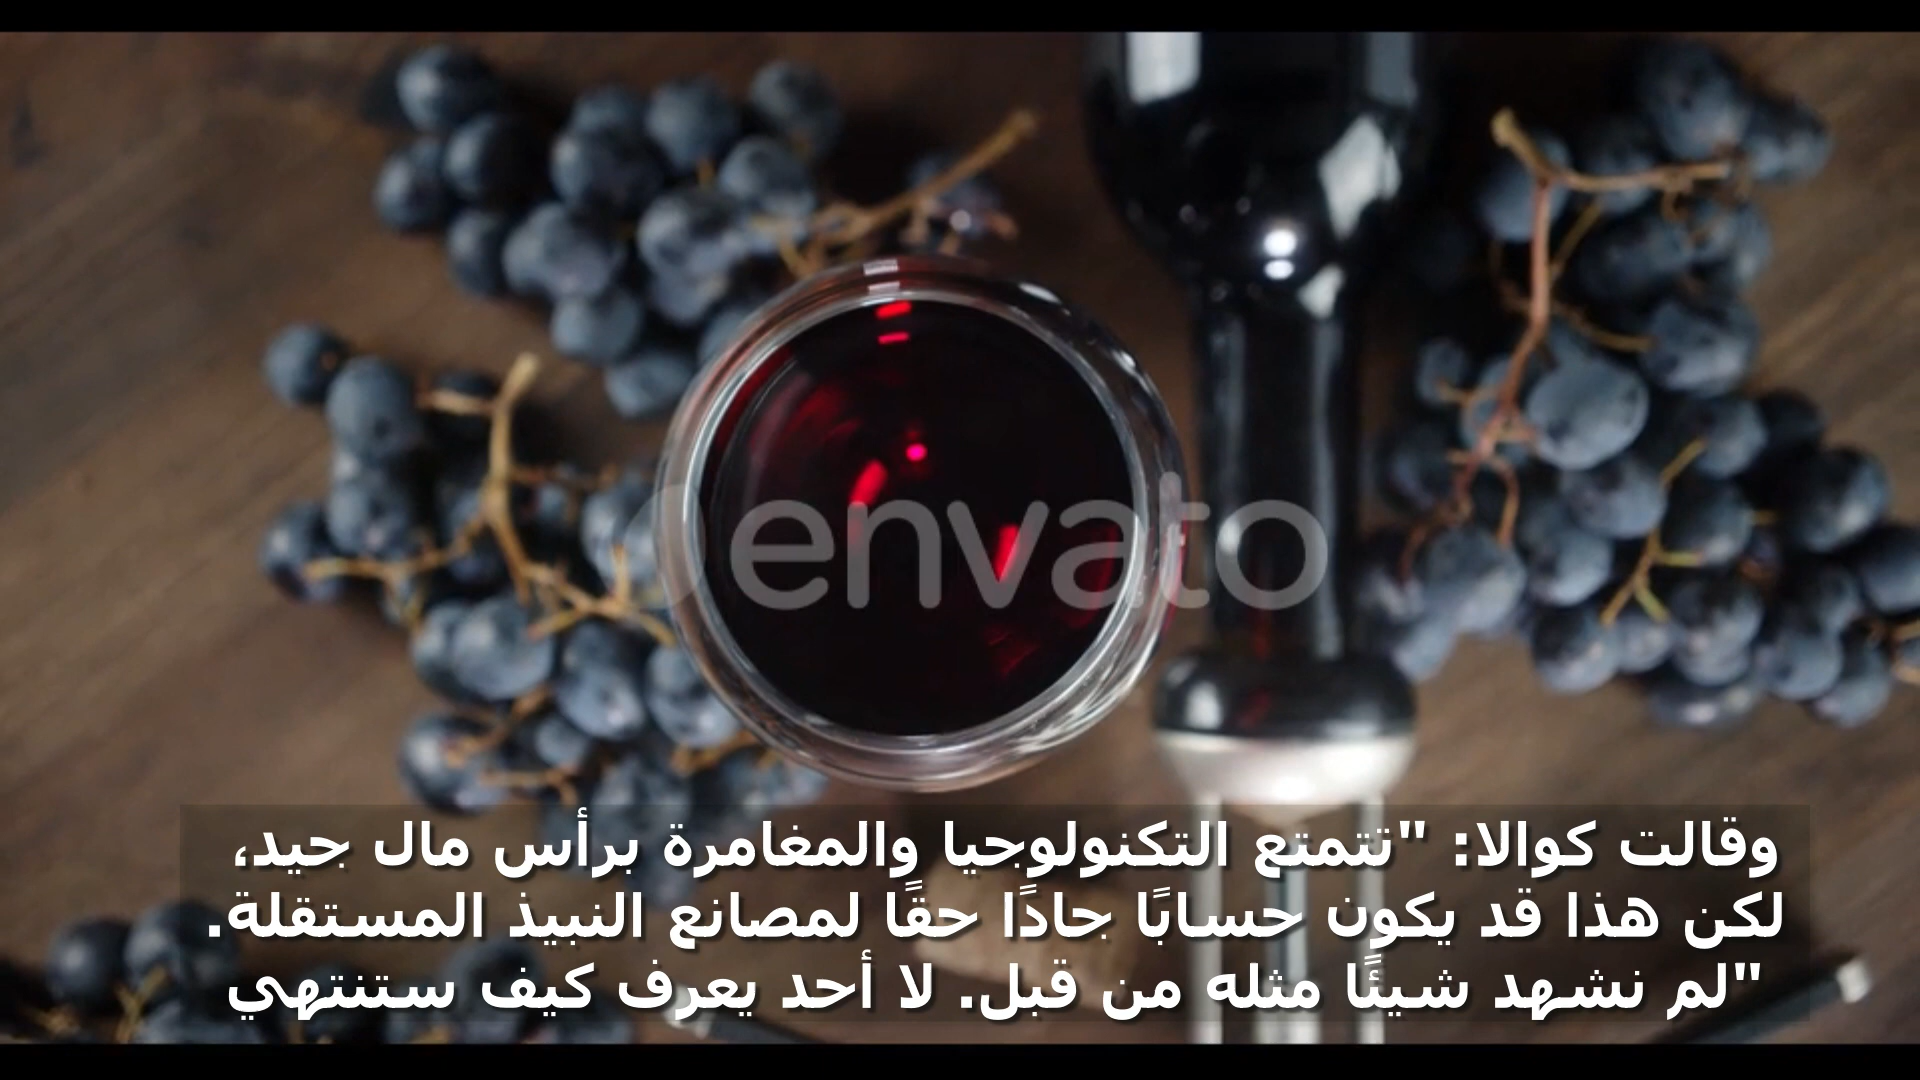 envato
وقالت كوالا: "تتمتع التكنولوجيا والمغامرة برأس مال جيد،
لكن هذا قد يكون حسابًا جادًا حقًا لمصانع النبيذ المستقلة.
"لم نشهد شيئًا مثله من قبل. لا أحد يعرف كيف ستنتهي